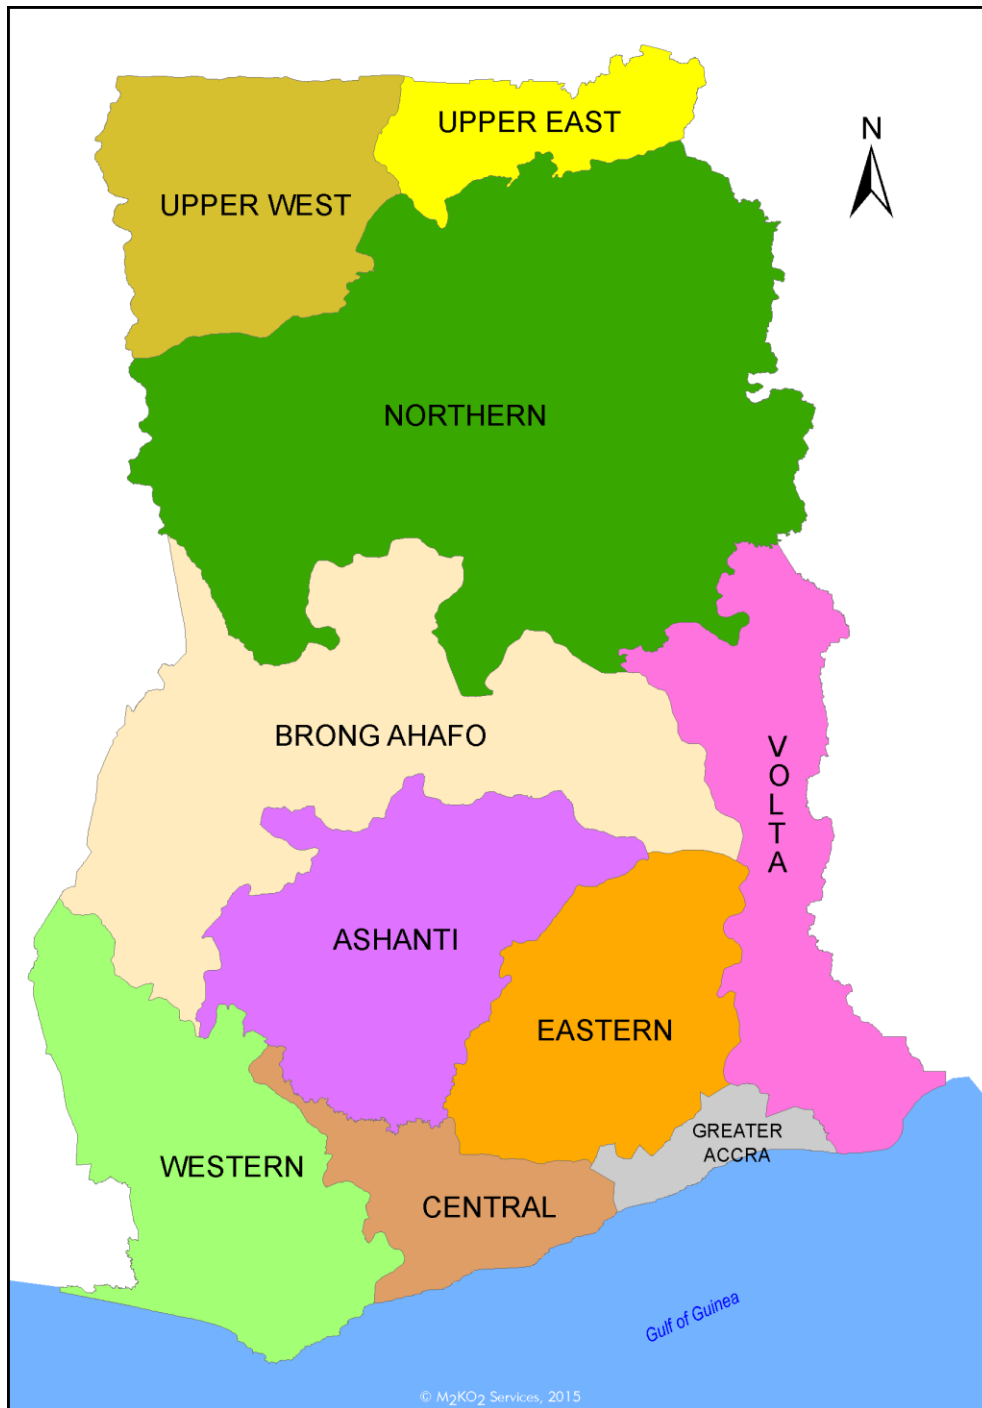 UPPER EAST
N
UPPER WEST
NORTHERN
BRONG AHAFO
V
O
L
T
A
ASHANTI
EASTERN
GREATER
ACCRA
WESTERN
CENTRAL
Gulf of Guinea
© M₂KO₂ Services, 2015